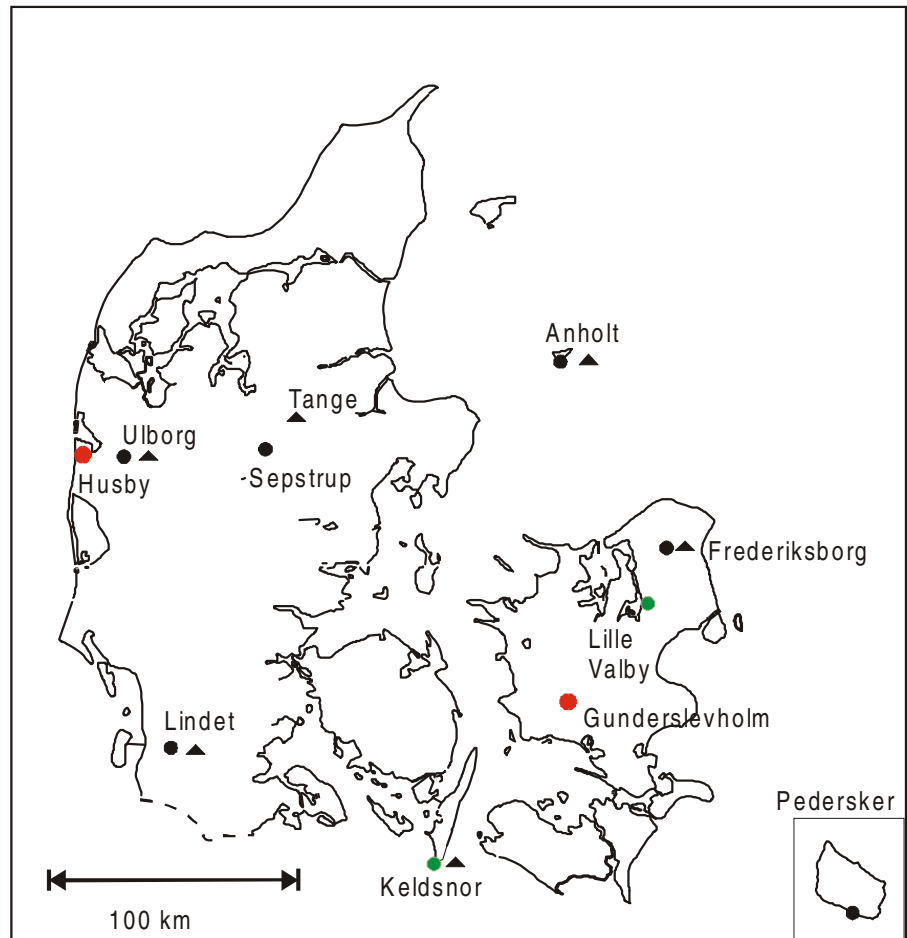 Anholt
Tange
Ulborg
-Sepstrup
Husby
Frederiksborg
Lille
Valby
Lindet
Gunderslevholm
Pedersker
Keldsnor
100 km